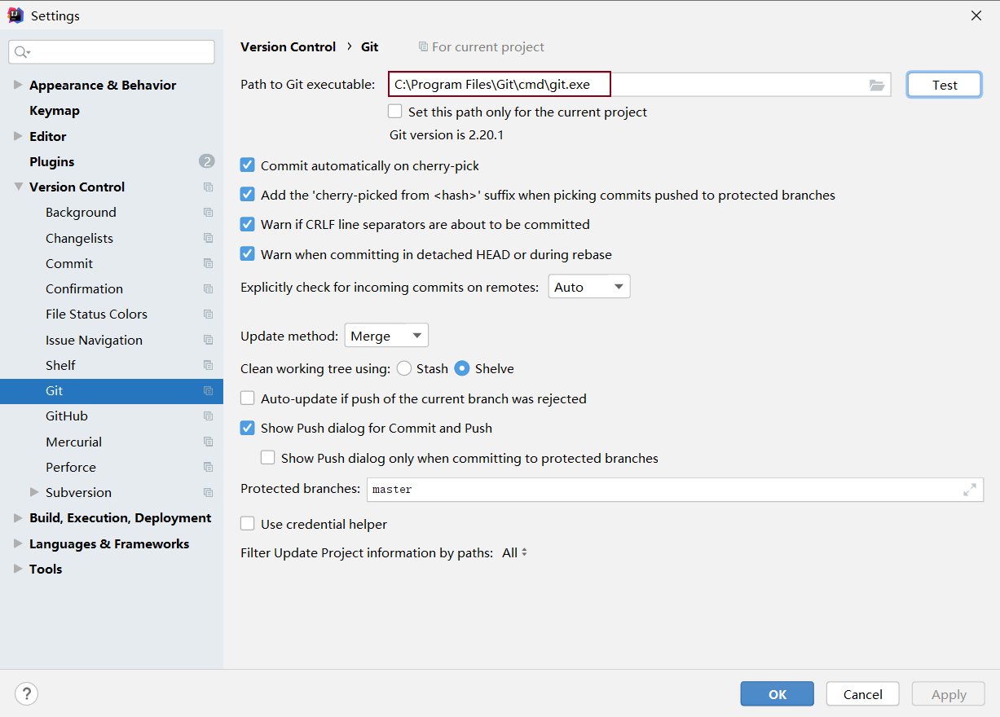 Settings
Appearance & Behavior
Keymap
Editor
Plugins 2
Version Control
Background
Changelists
Commit
Confirmation
File Status Colors
Issue Navigation
Shelf
Git
GitHub
Mercurial
Perforce
Subversion
Build, Execution, Deployment
Languages & Frameworks
Tools
Version Control › Git For current project
Path to Git executable: C:\Program Files\Git\cmd\git.exe Test
Set this path only for the current project
Git version is 2.20.1
Commit automatically on cherry-pick
Add the 'cherry-picked from <hash>' suffix when picking commits pushed to protected branches
Warn if CRLF line separators are about to be committed
Warn when committing in detached HEAD or during rebase
Explicitly check for incoming commits on remotes: Auto
Update method: Merge
Clean working tree using: Stash Shelve
Auto-update if push of the current branch was rejected
Show Push dialog for Commit and Push
Show Push dialog only when committing to protected branches
Protected branches: master
Use credential helper
Filter Update Project information by paths: All
? OK Cancel Apply